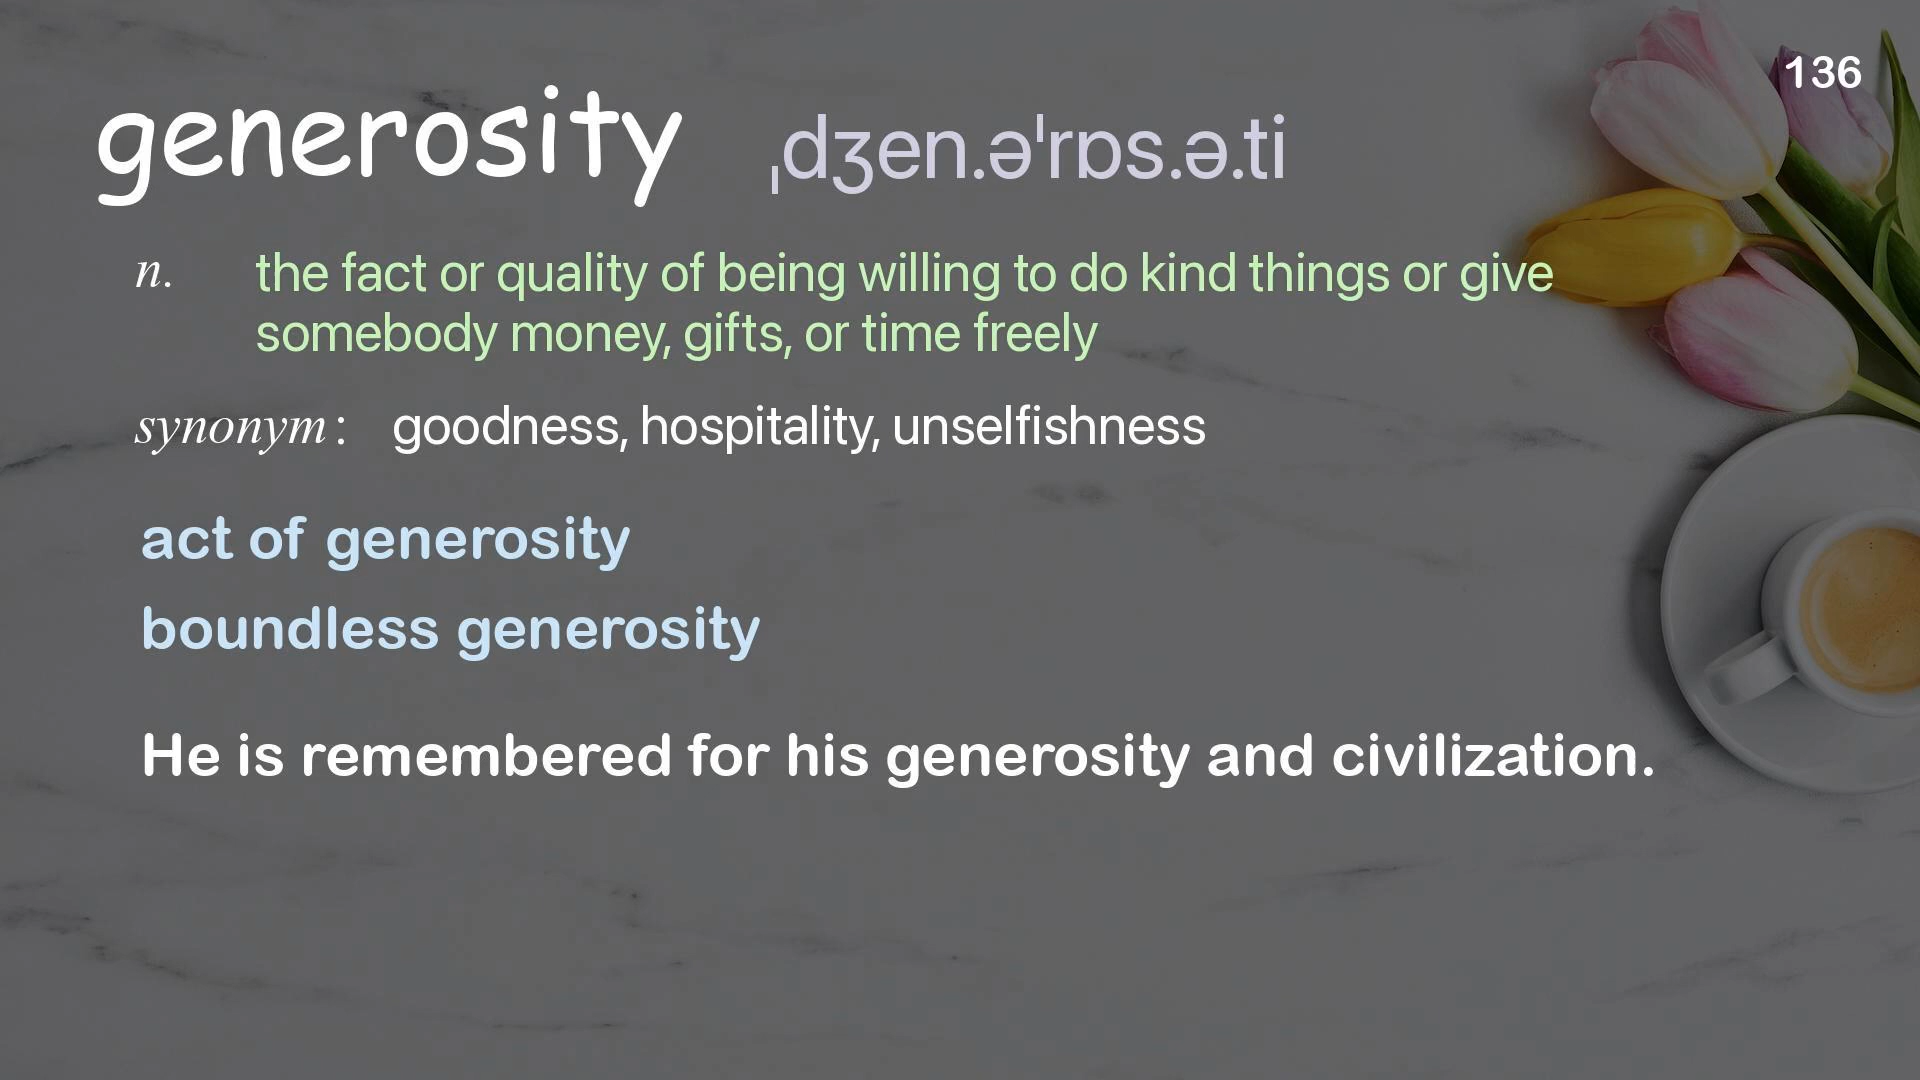 136
generosity ˌdʒen.əˈrɒs.ə.ti
n. the fact or quality of being willing to do kind things or give
somebody money, gifts, or time freely
synonym: goodness, hospitality, unselfishness
act of generosity
boundless generosity
He is remembered for his generosity and civilization.